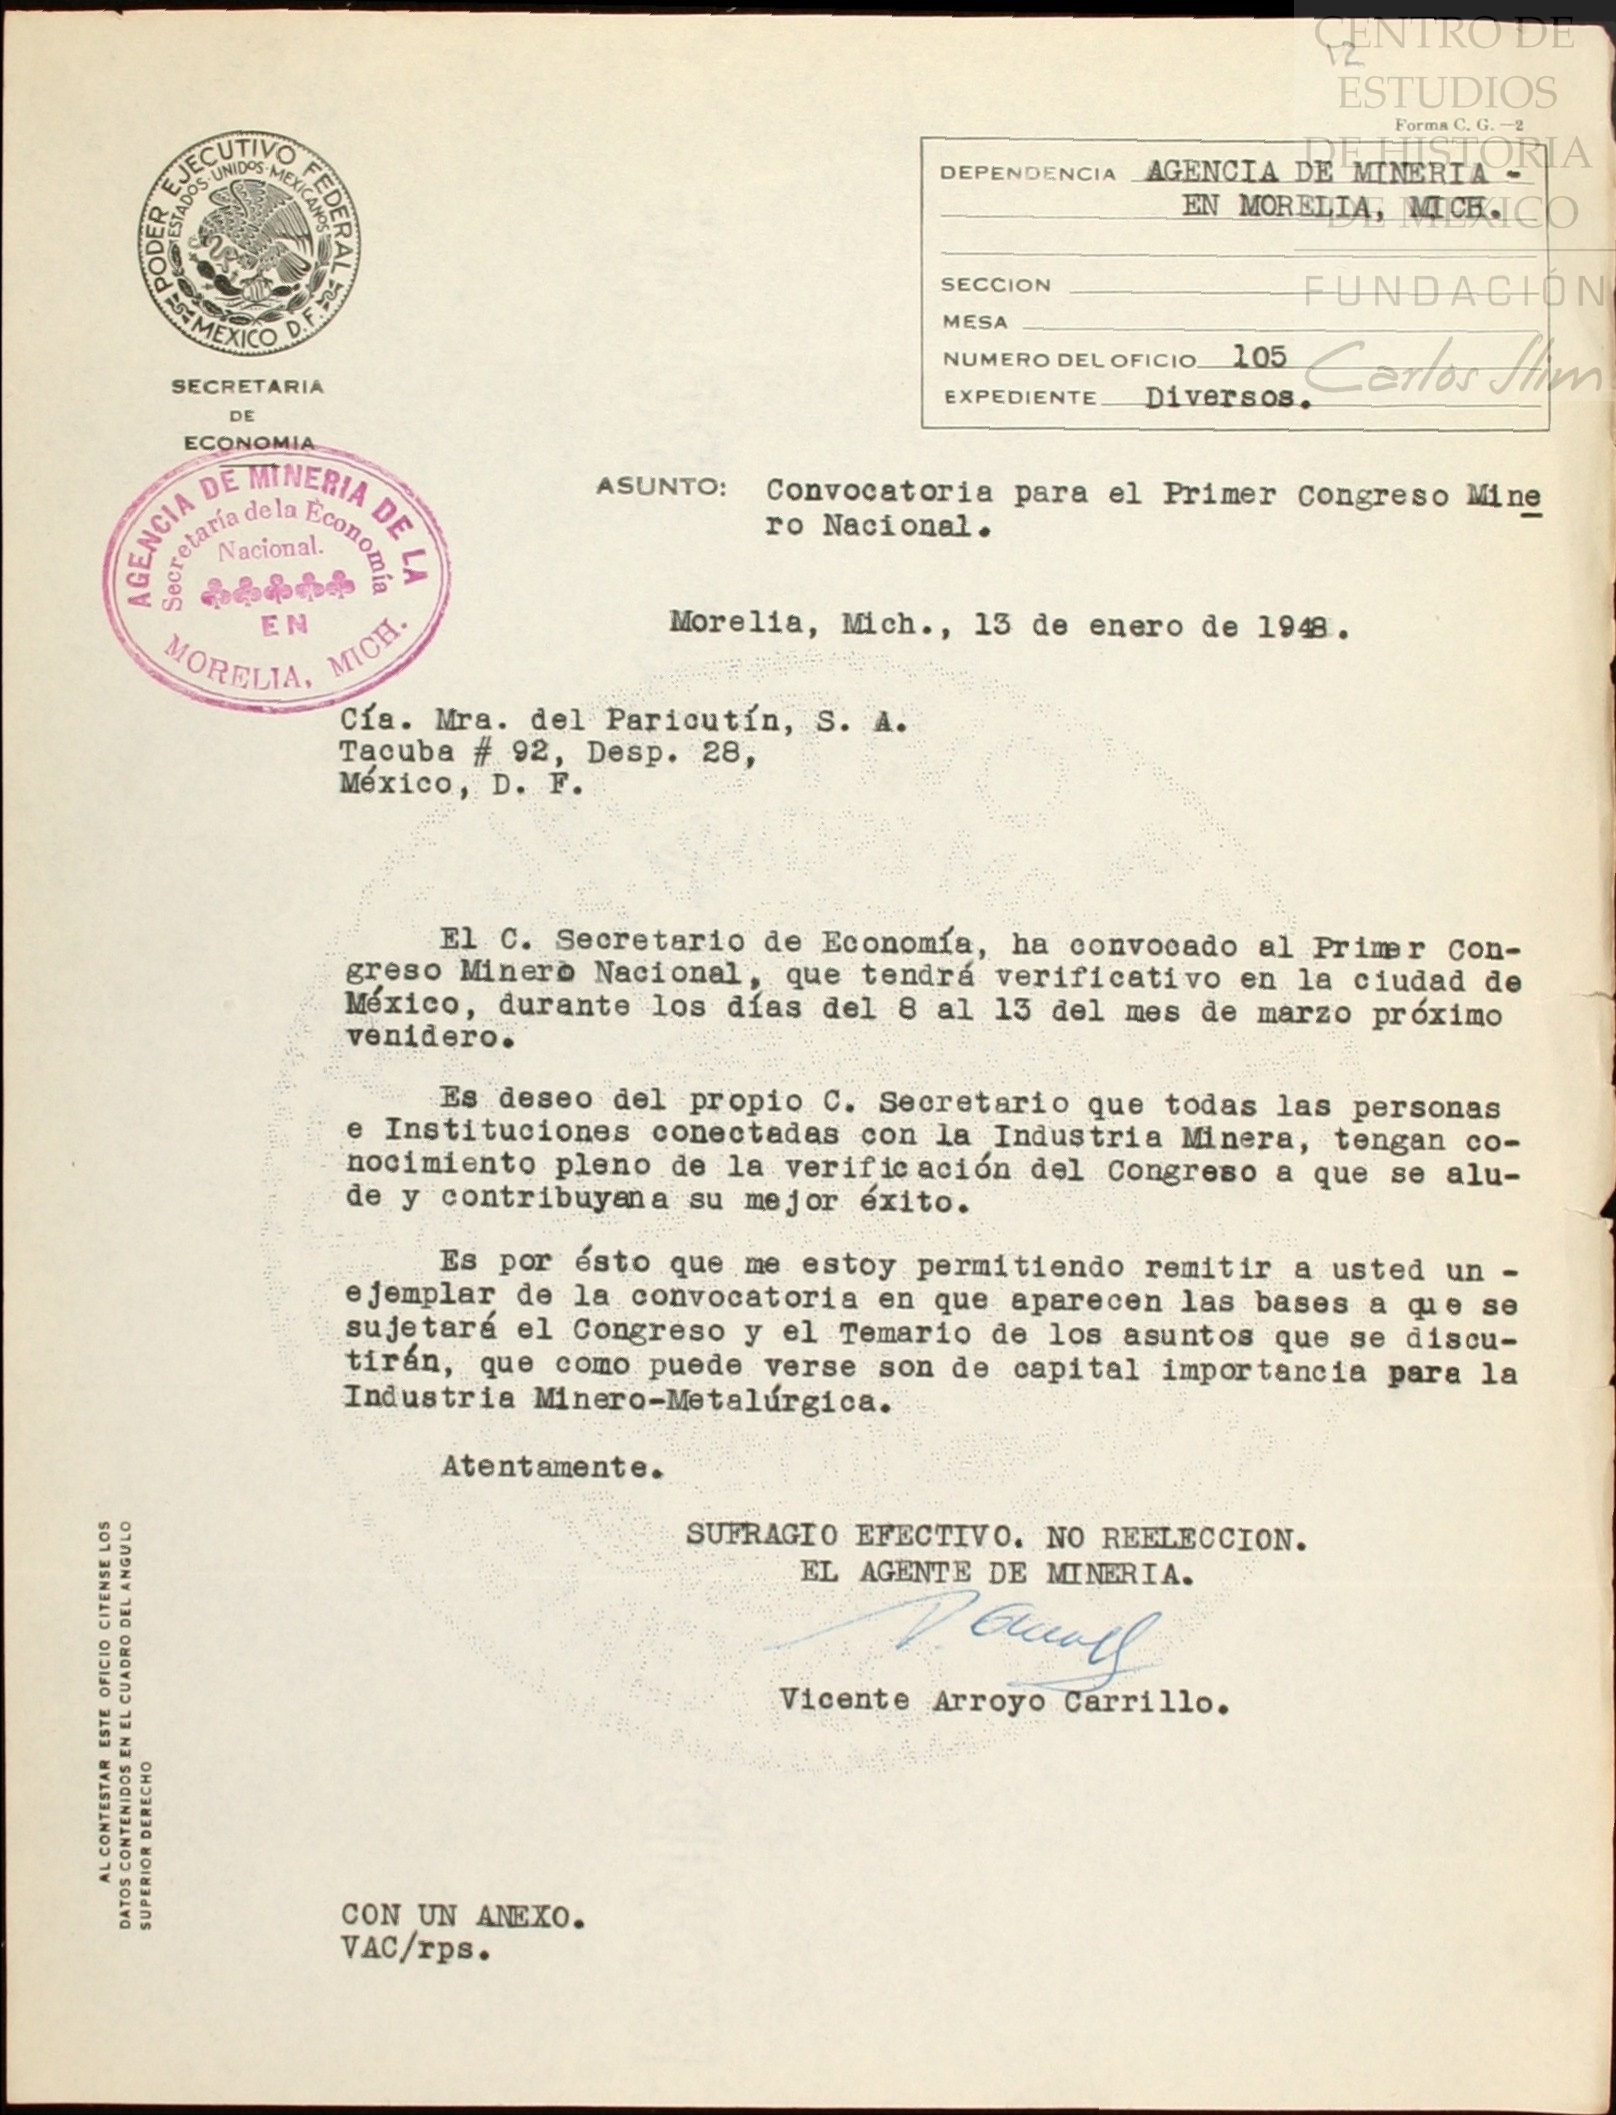 CENTRO DE
ESTUDIOS
DE HISTORIA
DE MEXICO
FUNDACIÓN
Carlos Slim
12
Forma C. G.—2
PODER EJECUTIVO FEDERAL
ESTADOS·UNIDOS·MEXICANOS
MEXICO D.F.
SECRETARIA
DE
ECONOMIA
DEPENDENCIA AGENCIA DE MINERIA -
EN MORELIA, MICH.
SECCION
MESA
NUMERO DEL OFICIO 105
EXPEDIENTE Diversos.
AGENCIA DE MINERIA DE LA
Secretaría de la Economía
Nacional.
EN
MORELIA, MICH.
ASUNTO: Convocatoria para el Primer Congreso Mine
ro Nacional.
Morelia, Mich., 13 de enero de 1948.
Cía. Mra. del Paricutín, S. A.
Tacuba # 92, Desp. 28,
México, D. F.
El C. Secretario de Economía, ha convocado al Primer Con-
greso Minero Nacional, que tendrá verificativo en la ciudad de
México, durante los días del 8 al 13 del mes de marzo próximo
venidero.
Es deseo del propio C. Secretario que todas las personas
e Instituciones conectadas con la Industria Minera, tengan co-
nocimiento pleno de la verificación del Congreso a que se alu-
de y contribuyana su mejor éxito.
Es por ésto que me estoy permitiendo remitir a usted un -
ejemplar de la convocatoria en que aparecen las bases a que se
sujetará el Congreso y el Temario de los asuntos que se discu-
tirán, que como puede verse son de capital importancia para la
Industria Minero-Metalúrgica.
Atentamente.
SUFRAGIO EFECTIVO. NO REELECCION.
EL AGENTE DE MINERIA.
Vicente Arroyo Carrillo.
AL CONTESTAR ESTE OFICIO CITENSE LOS
DATOS CONTENIDOS EN EL CUADRO DEL ANGULO
SUPERIOR DERECHO
CON UN ANEXO.
VAC/rps.